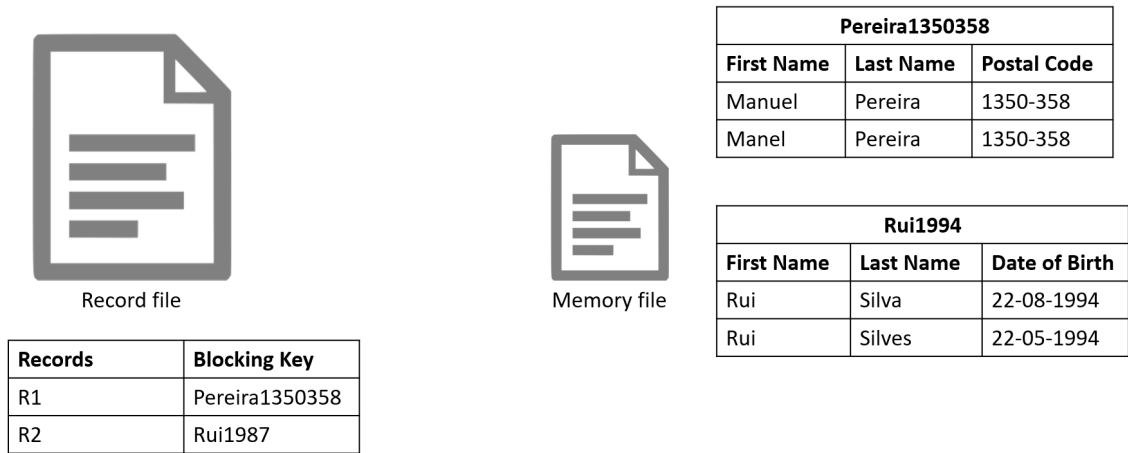 Record file
Records Blocking Key
R1 Pereira1350358
R2 Rui1987
Memory file
Pereira1350358
First Name Last Name Postal Code
Manuel Pereira 1350-358
Manel Pereira 1350-358
Rui1994
First Name Last Name Date of Birth
Rui Silva 22-08-1994
Rui Silves 22-05-1994